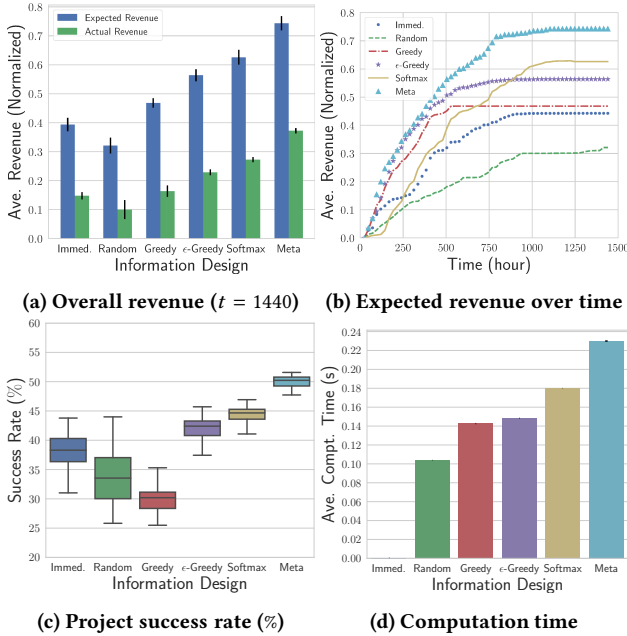 0.8
0.7
0.6
0.5
0.4
0.3
0.2
0.1
0.0
Ave. Revenue (Normalized)
Expected Revenue
Actual Revenue
Immed. Random Greedy ϵ-Greedy Softmax Meta
Information Design
(a) Overall revenue (t = 1440)
0.8
0.7
0.6
0.5
0.4
0.3
0.2
0.1
0.0
Ave. Revenue (Normalized)
Immed.
Random
Greedy
ϵ-Greedy
Softmax
Meta
0 250 500 750 1000 1250 1500
Time (hour)
(b) Expected revenue over time
60
55
50
45
40
35
30
25
20
Success Rate (%)
Immed. Random Greedy ϵ-Greedy Softmax Meta
Information Design
(c) Project success rate (%)
0.24
0.22
0.20
0.18
0.16
0.14
0.12
0.10
0.08
0.06
0.04
0.02
0.00
Ave. Compt. Time (s)
Immed. Random Greedy ϵ-Greedy Softmax Meta
Information Design
(d) Computation time